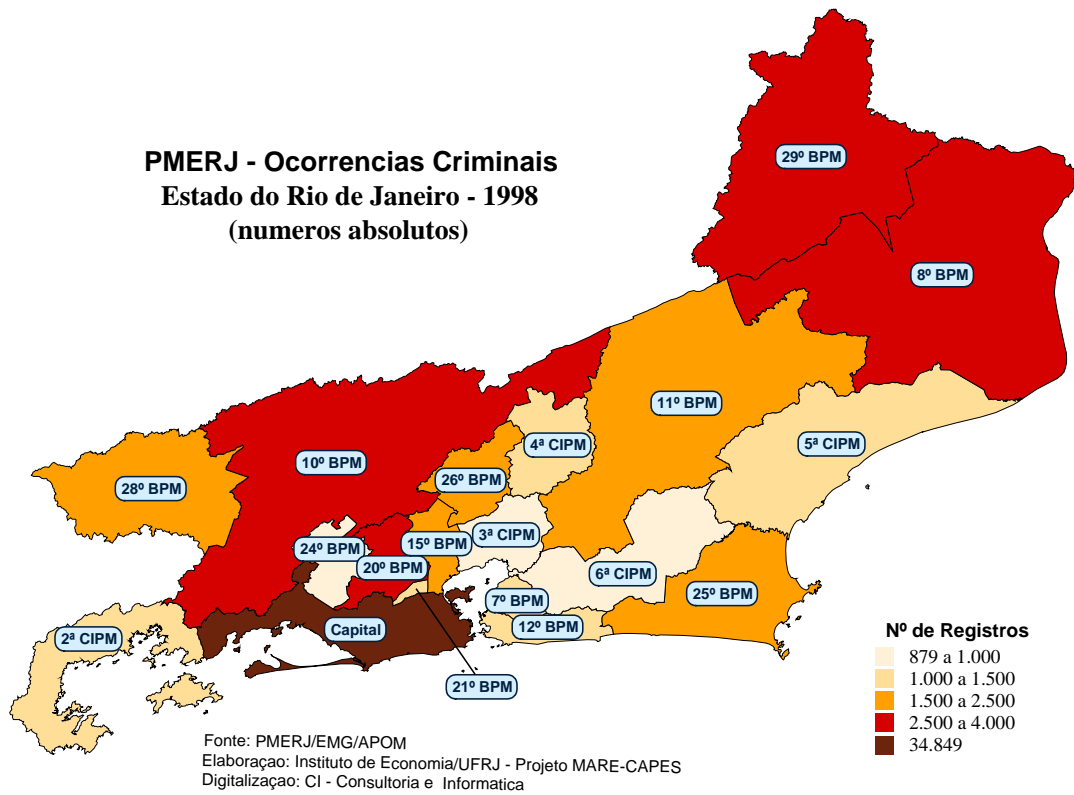 PMERJ - Ocorrencias Criminais
Estado do Rio de Janeiro - 1998
(numeros absolutos)
29º BPM
8º BPM
11º BPM
4ª CIPM
5ª CIPM
10º BPM
26º BPM
28º BPM
3ª CIPM
15º BPM
24º BPM
20º BPM
6ª CIPM
25º BPM
7º BPM
12º BPM
Capital
2ª CIPM
21º BPM
Nº de Registros
879 a 1.000
1.000 a 1.500
1.500 a 2.500
2.500 a 4.000
34.849
Fonte: PMERJ/EMG/APOM
Elaboraçao: Instituto de Economia/UFRJ - Projeto MARE-CAPES
Digitalizaçao: CI - Consultoria e Informatica